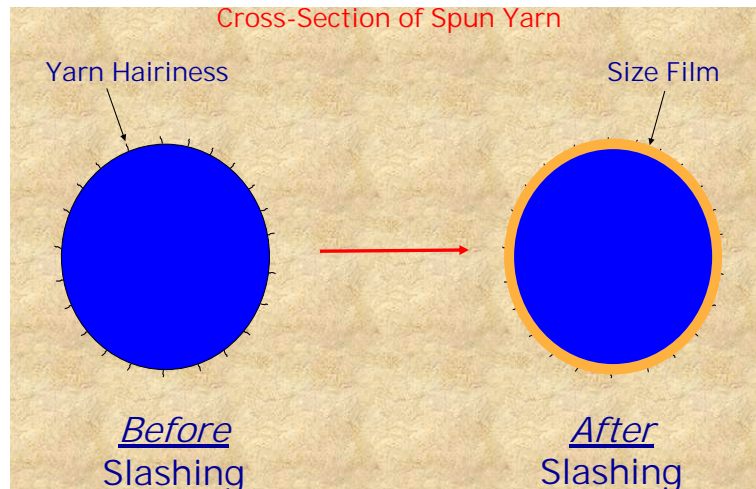 Cross-Section of Spun Yarn
Yarn Hairiness
Size Film
Before
Slashing
After
Slashing